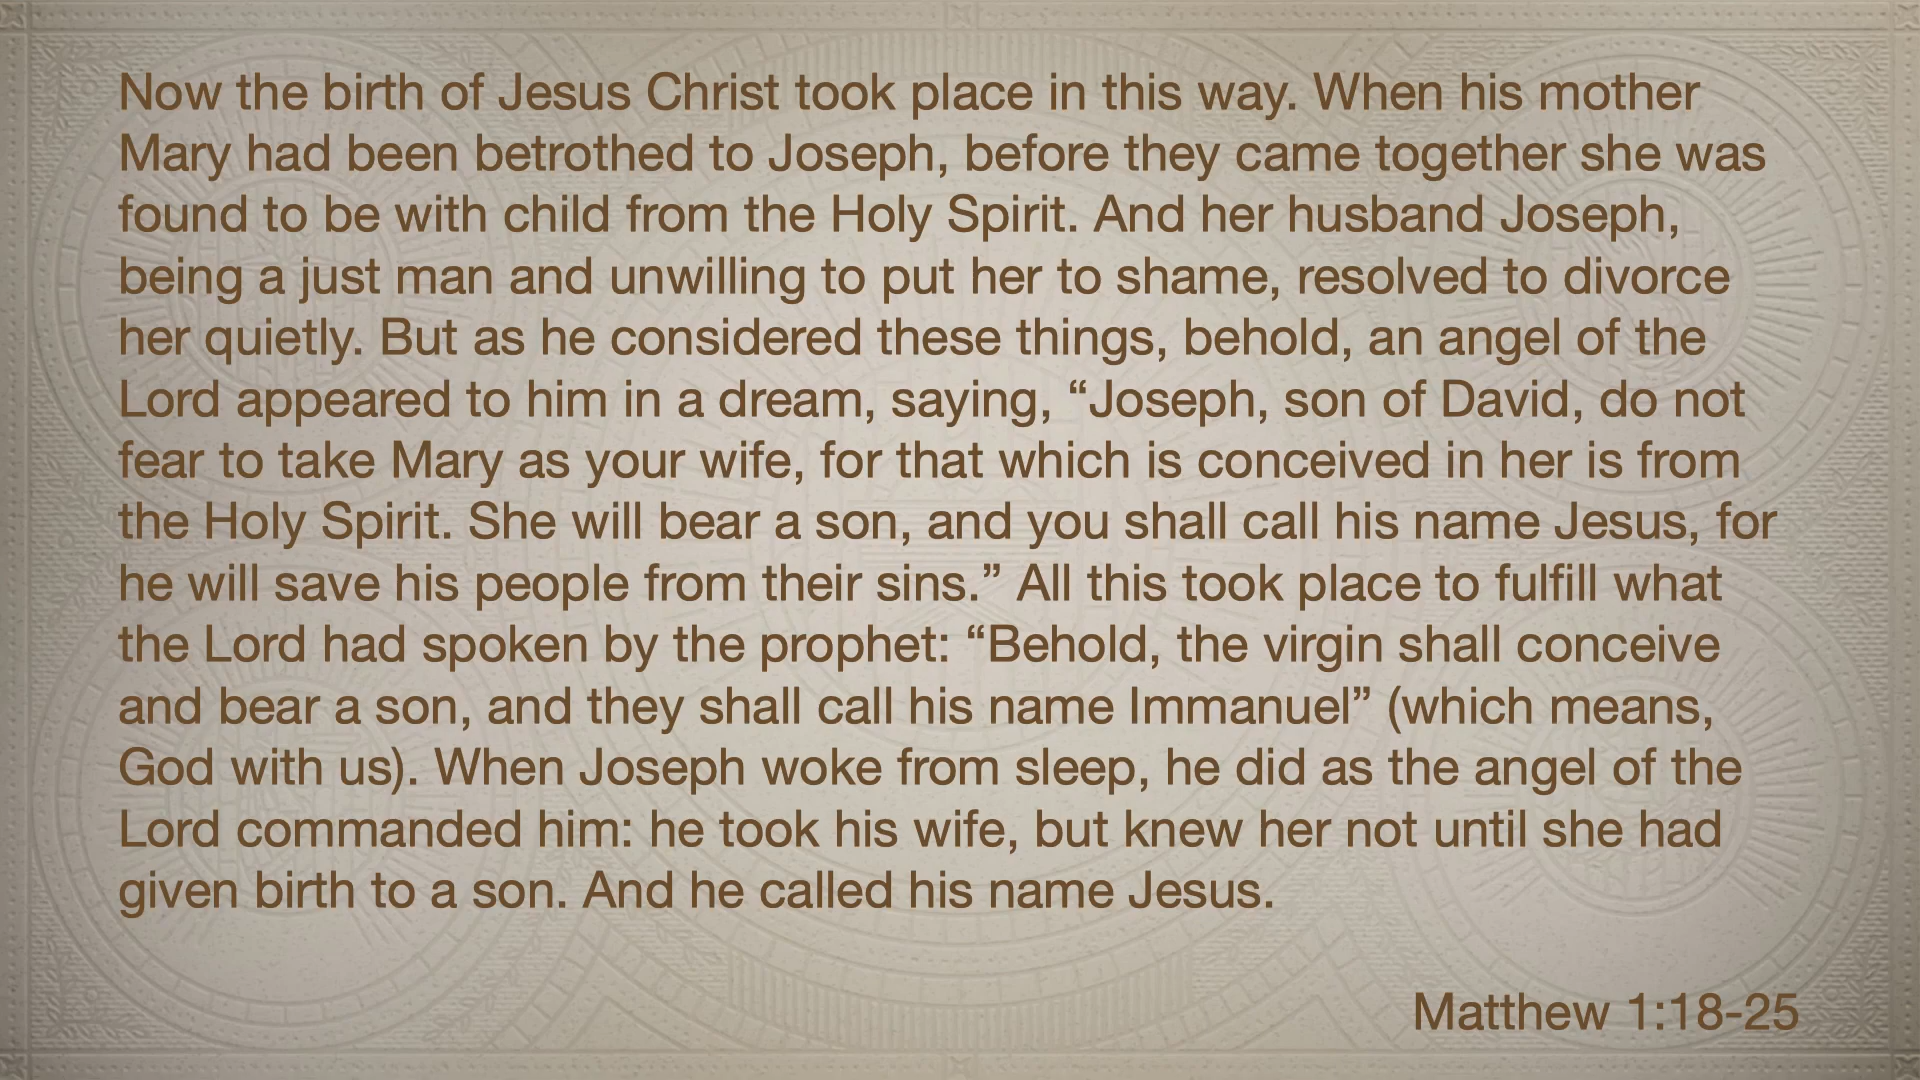 Now the birth of Jesus Christ took place in this way. When his mother
Mary had been betrothed to Joseph, before they came together she was
found to be with child from the Holy Spirit. And her husband Joseph,
being a just man and unwilling to put her to shame, resolved to divorce
her quietly. But as he considered these things, behold, an angel of the
Lord appeared to him in a dream, saying, “Joseph, son of David, do not
fear to take Mary as your wife, for that which is conceived in her is from
the Holy Spirit. She will bear a son, and you shall call his name Jesus, for
he will save his people from their sins.” All this took place to fulfill what
the Lord had spoken by the prophet: “Behold, the virgin shall conceive
and bear a son, and they shall call his name Immanuel” (which means,
God with us). When Joseph woke from sleep, he did as the angel of the
Lord commanded him: he took his wife, but knew her not until she had
given birth to a son. And he called his name Jesus.
Matthew 1:18-25